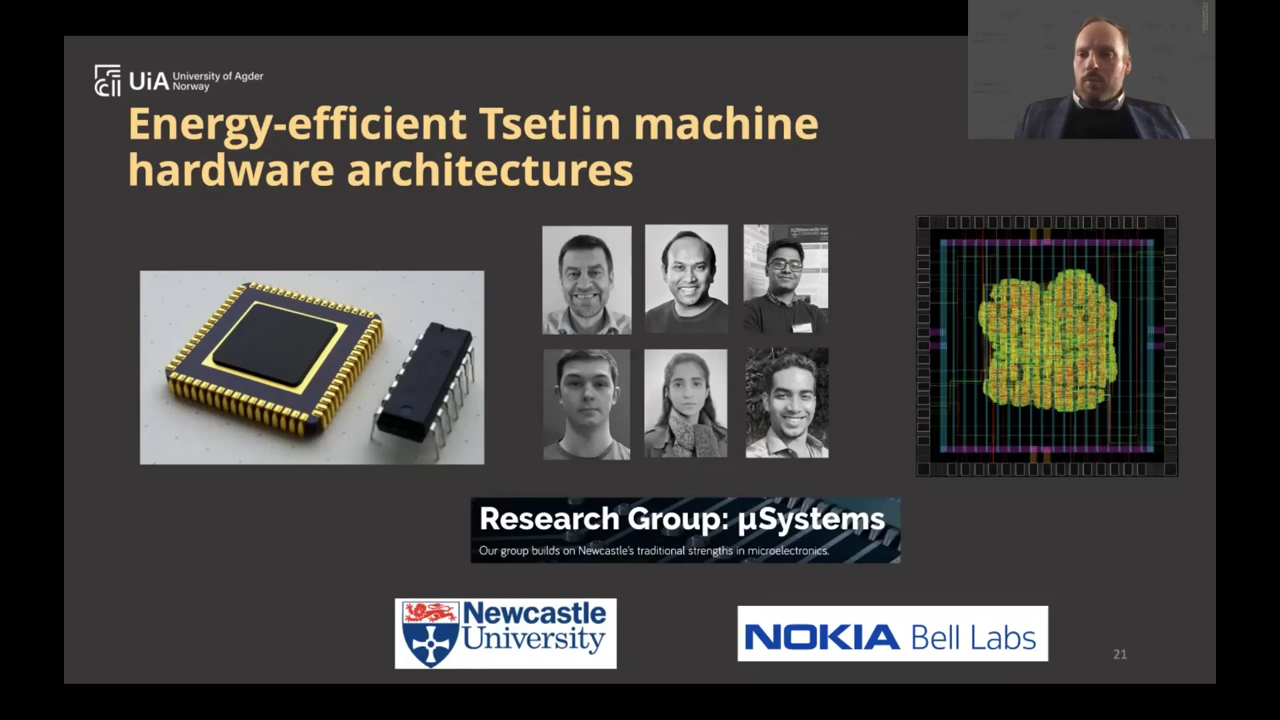 UiA University of Agder
Norway
Energy-efficient Tsetlin machine
hardware architectures
Research Group: µSystems
Our group builds on Newcastle's traditional strengths in microelectronics.
Newcastle
University
NOKIA Bell Labs
21